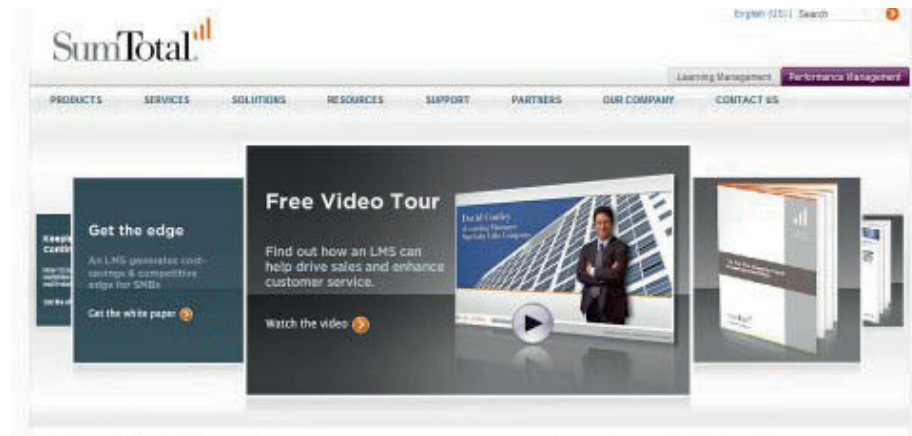 English (US) | Search
SumTotal.
Learning Management Performance Management
PRODUCTS SERVICES SOLUTIONS RESOURCES SUPPORT PARTNERS OUR COMPANY CONTACT US
Get the edge
An LMS generates cost-
savings & competitive
edge for SMBs
Get the white paper
Free Video Tour
Find out how an LMS can
help drive sales and enhance
customer service.
Watch the video